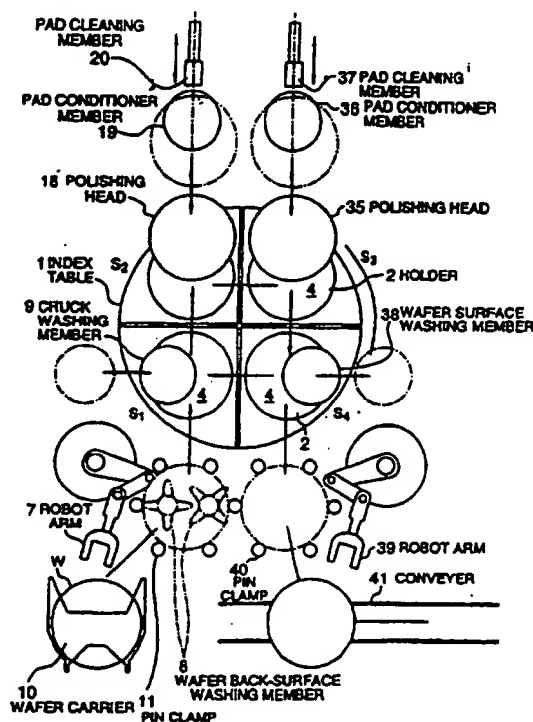 PAD CLEANING
MEMBER
20
37 PAD CLEANING
MEMBER
PAD CONDITIONER
MEMBER
19
36 PAD CONDITIONER
MEMBER
18 POLISHING
HEAD
35 POLISHING HEAD
S2
S3
1 INDEX
TABLE
4
2 HOLDER
9 CHUCK
WASHING
MEMBER
38 WAFER SURFACE
WASHING MEMBER
4
4
S1
S4
2
7 ROBOT
ARM
39 ROBOT
ARM
40
PIN
CLAMP
41 CONVEYER
W
10
WAFER CARRIER
11
PIN CLAMP
WAFER BACK-SURFACE
WASHING MEMBER